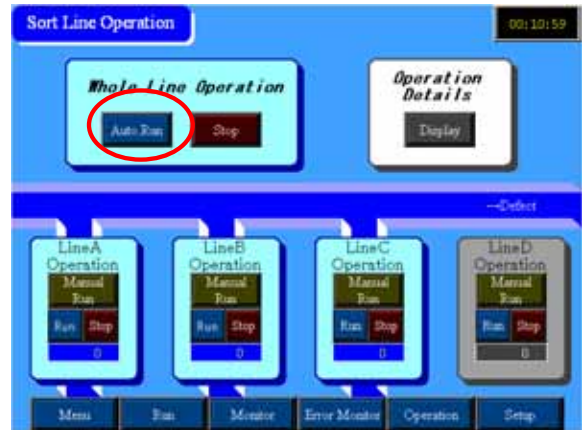 Sort Line Operation
00:10:59
Whole Line Operation
Auto Run
Stop
Operation
Details
Display
→Defect
LineA
Operation
Manual
Run
Run
Stop
0
LineB
Operation
Manual
Run
Run
Stop
0
LineC
Operation
Manual
Run
Run
Stop
0
LineD
Operation
Manual
Run
Run
Stop
0
Menu
Run
Monitor
Error Monitor
Operation
Setup